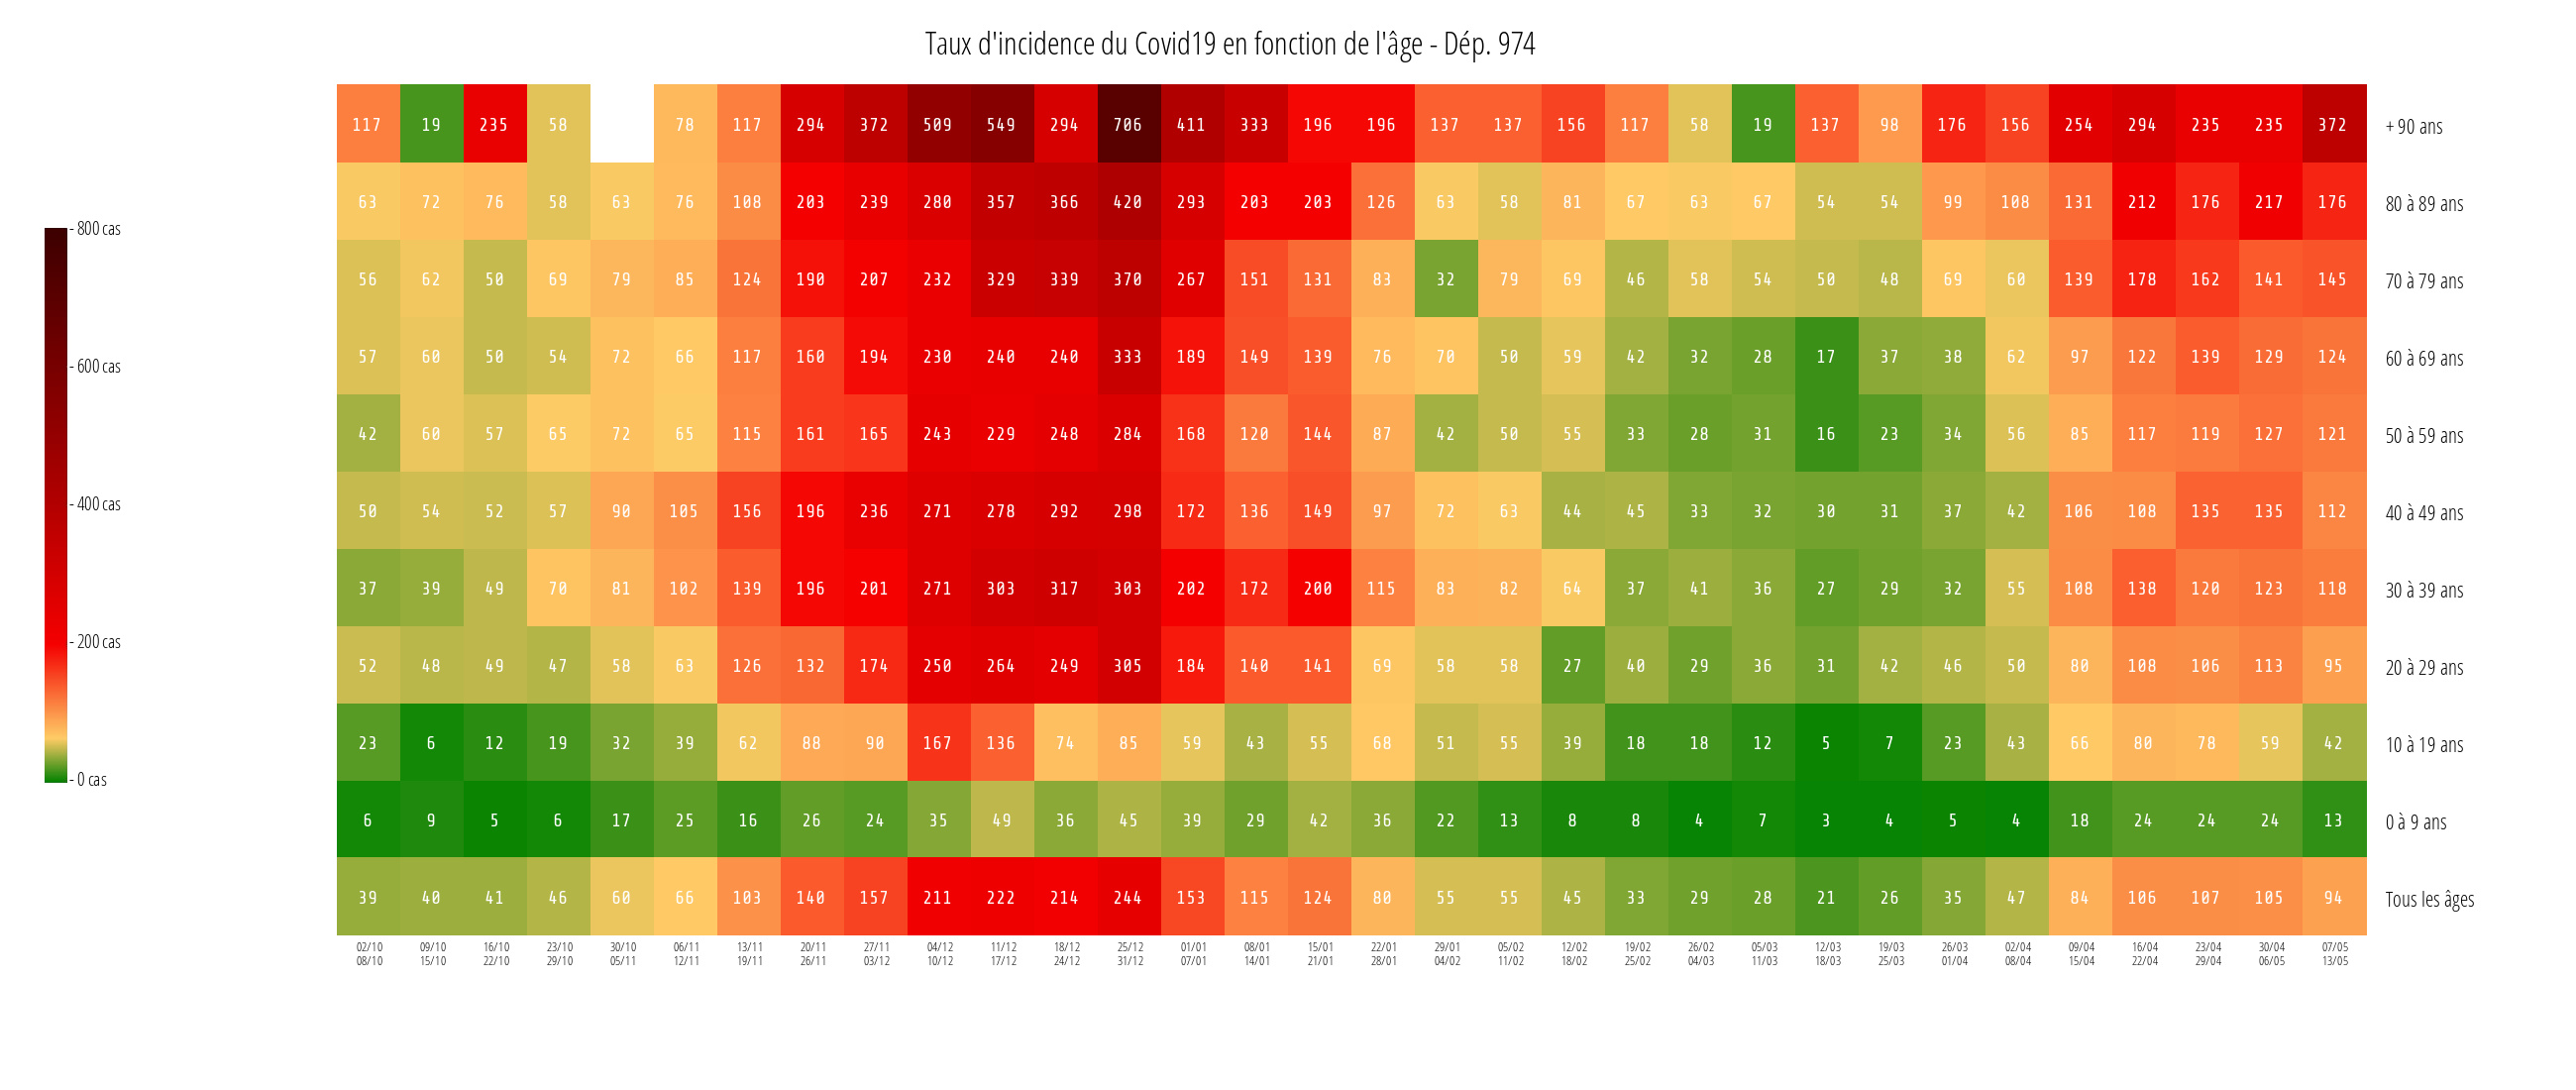 Taux d'incidence du Covid19 en fonction de l'âge - Dép. 974
117 19 235 58 78 117 294 372 509 549 294 706 411 333 196 196 137 137 156 117 58 19 137 98 176 156 254 294 235 235 372 + 90 ans
63 72 76 58 63 76 108 203 239 280 357 366 420 293 203 203 126 63 58 81 67 63 67 54 54 99 108 131 212 176 217 176 80 à 89 ans
- 800 cas
56 62 50 69 79 85 124 190 207 232 329 339 370 267 151 131 83 32 79 69 46 58 54 50 48 69 60 139 178 162 141 145 70 à 79 ans
57 60 50 54 72 66 117 160 194 230 240 240 333 189 149 139 76 70 50 59 42 32 28 17 37 38 62 97 122 139 129 124 60 à 69 ans
- 600 cas
42 60 57 65 72 65 115 161 165 243 229 248 284 168 120 144 87 42 50 55 33 28 31 16 23 34 56 85 117 119 127 121 50 à 59 ans
- 400 cas
50 54 52 57 90 105 156 196 236 271 278 292 298 172 136 149 97 72 63 44 45 33 32 30 31 37 42 106 108 135 135 112 40 à 49 ans
37 39 49 70 81 102 139 196 201 271 303 317 303 202 172 200 115 83 82 64 37 41 36 27 29 32 55 108 138 120 123 118 30 à 39 ans
- 200 cas
52 48 49 47 58 63 126 132 174 250 264 249 305 184 140 141 69 58 58 27 40 29 36 31 42 46 50 80 108 106 113 95 20 à 29 ans
23 6 12 19 32 39 62 88 90 167 136 74 85 59 43 55 68 51 55 39 18 18 12 5 7 23 43 66 80 78 59 42 10 à 19 ans
- 0 cas
6 9 5 6 17 25 16 26 24 35 49 36 45 39 29 42 36 22 13 8 8 4 7 3 4 5 4 18 24 24 24 13 0 à 9 ans
39 40 41 46 60 66 103 140 157 211 222 214 244 153 115 124 80 55 55 45 33 29 28 21 26 35 47 84 106 107 105 94 Tous les âges
02/10 09/10 16/10 23/10 30/10 06/11 13/11 20/11 27/11 04/12 11/12 18/12 25/12 01/01 08/01 15/01 22/01 29/01 05/02 12/02 19/02 26/02 05/03 12/03 19/03 26/03 02/04 09/04 16/04 23/04 30/04 07/05
08/10 15/10 22/10 29/10 05/11 12/11 19/11 26/11 03/12 10/12 17/12 24/12 31/12 07/01 14/01 21/01 28/01 04/02 11/02 18/02 25/02 04/03 11/03 18/03 25/03 01/04 08/04 15/04 22/04 29/04 06/05 13/05